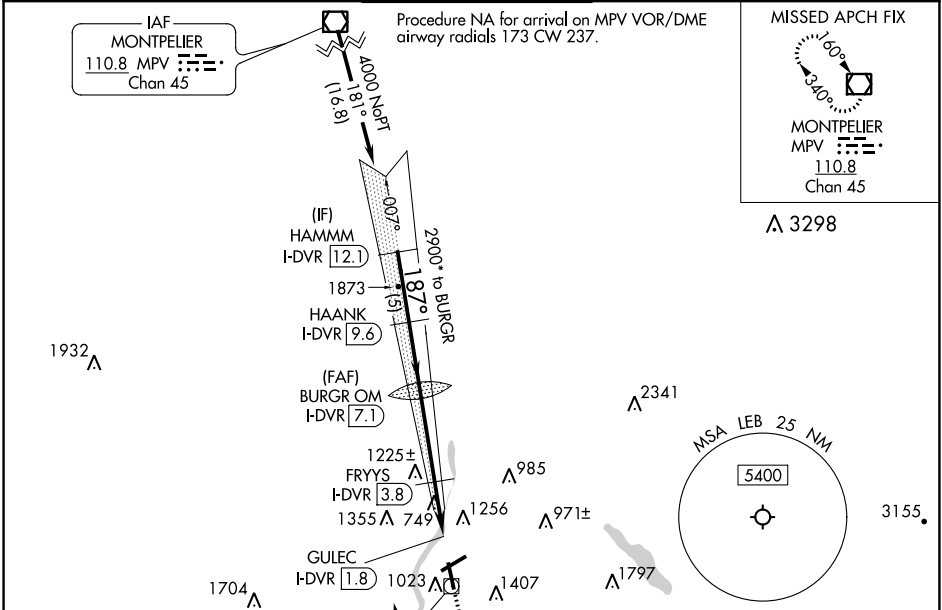 IAF
MONTPELIER
110.8 MPV
Chan 45
Procedure NA for arrival on MPV VOR/DME
airway radials 173 CW 237.
MISSED APCH FIX
160°
340°
MONTPELIER
MPV
110.8
Chan 45
4000 NoPT
181°
(16.8)
007°
(IF)
HAMMM
I-DVR 12.1
2900* to BURGR
187°
(5)
3298
1873
HAANK
I-DVR 9.6
1932
(FAF)
BURGR OM
I-DVR 7.1
2341
MSA LEB 25 NM
5400
1225±
FRYYS
I-DVR 3.8
985
1355
749
1256
971±
3155
GULEC
I-DVR 1.8
1023
1407
1797
1704